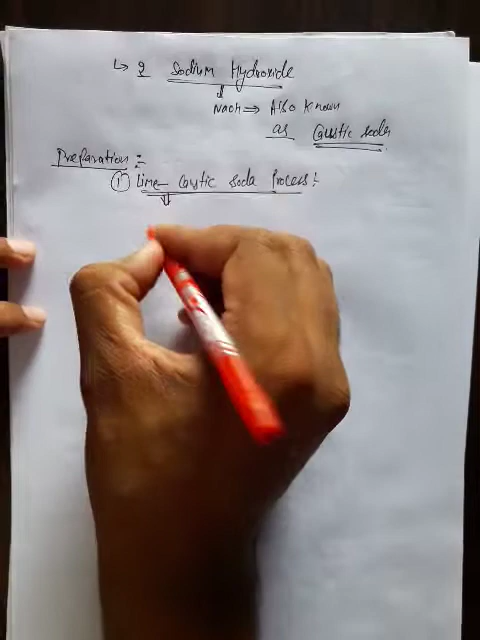 ↳ 2 Sodium Hydroxide
NaOH ⇒ Also known
as Caustic soda.
Preparation :-
① Lime- Caustic soda Process :-